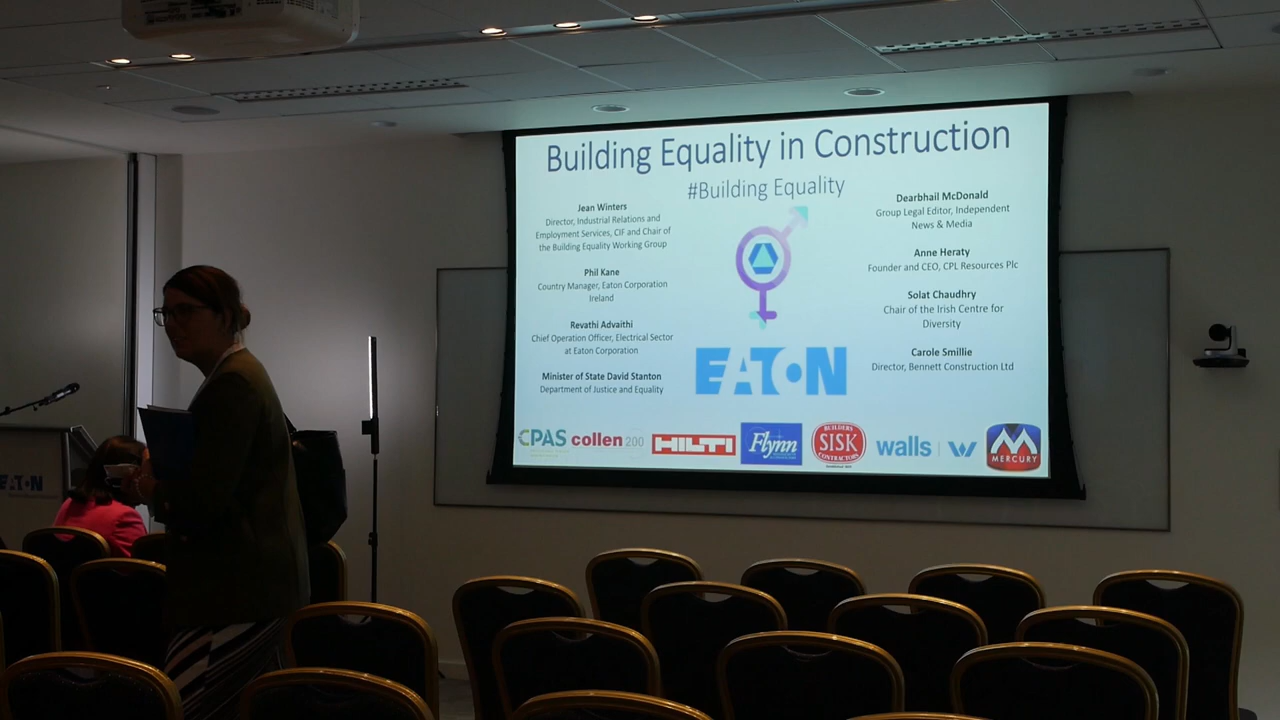 Building Equality in Construction
#Building Equality
Jean Winters
Director, Industrial Relations and
Employment Services, CIF and Chair of
the Building Equality Working Group
Phil Kane
Country Manager, Eaton Corporation
Ireland
Revathi Advaithi
Chief Operation Officer, Electrical Sector
at Eaton Corporation
Minister of State David Stanton
Department of Justice and Equality
Dearbhail McDonald
Group Legal Editor, Independent
News & Media
Anne Heraty
Founder and CEO, CPL Resources Plc
Solat Chaudhry
Chair of the Irish Centre for
Diversity
Carole Smillie
Director, Bennett Construction Ltd
EATON
CPAS
collen 200
HILTI
Flynn
BUILDERS
SISK
CONTRACTORS
walls
MERCURY
EATON